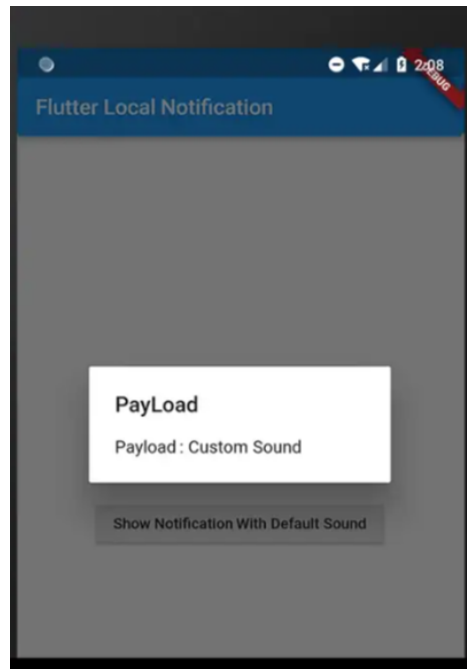 2:08
DEBUG
Flutter Local Notification
PayLoad
Payload : Custom Sound
Show Notification With Default Sound